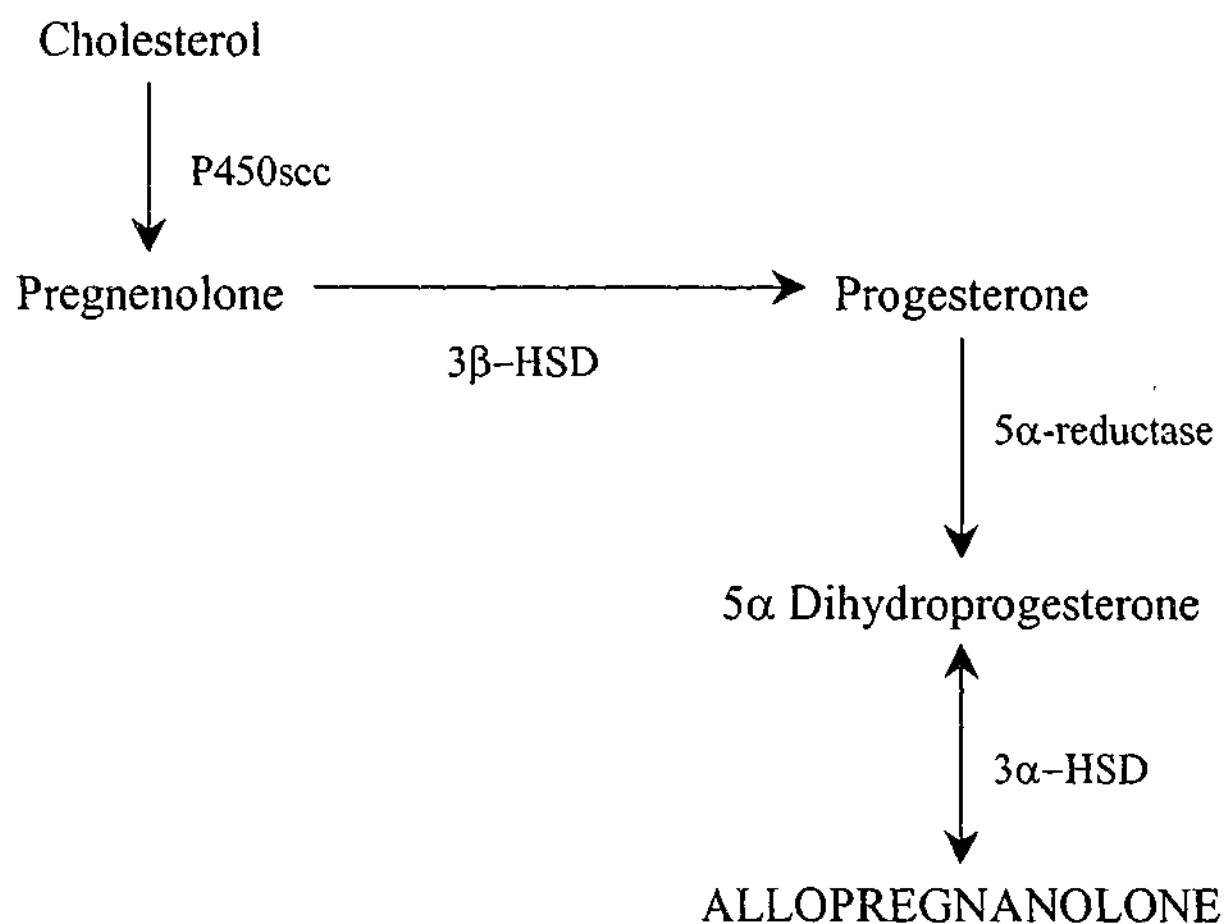 Cholesterol
P450scc
Pregnenolone
Progesterone
3β–HSD
5α-reductase
5α Dihydroprogesterone
3α–HSD
ALLOPREGNANOLONE